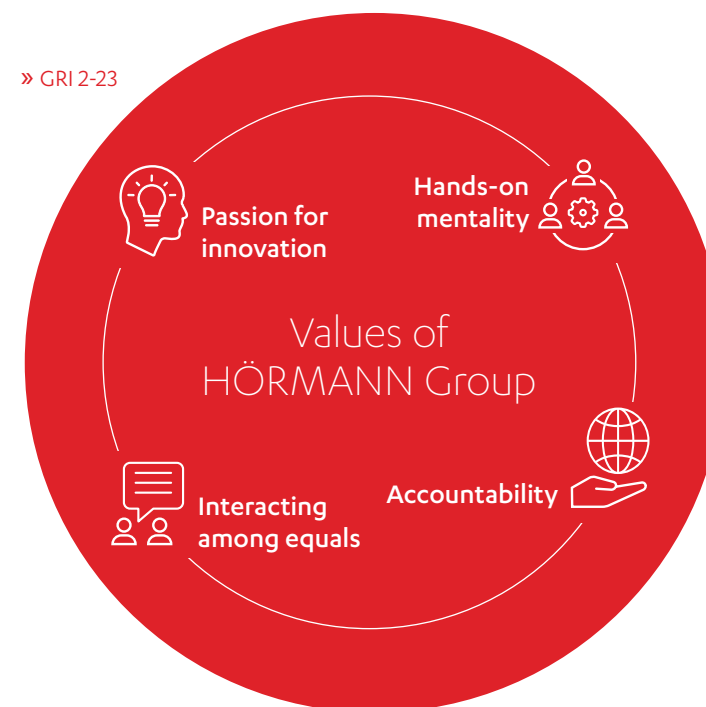 » GRI 2-23
Passion for
innovation
Hands-on
mentality
Values of
HÖRMANN Group
Interacting
among equals
Accountability